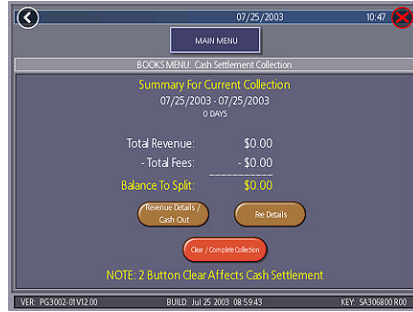 07/25/2003 10:47
MAIN MENU
BOOKS MENU: Cash Settlement Collection
Summary For Current Collection
07/25/2003 - 07/25/2003
0 DAYS
Total Revenue: $0.00
- Total Fees: - $0.00
Balance To Split: $0.00
Revenue Details /
Cash Out
Fee Details
Clear / Complete Collection
NOTE: 2 Button Clear Affects Cash Settlement
VER: PG3002-01V12.00 BUILD: Jul 25 2003 08:59:43 KEY: SA306800 R00